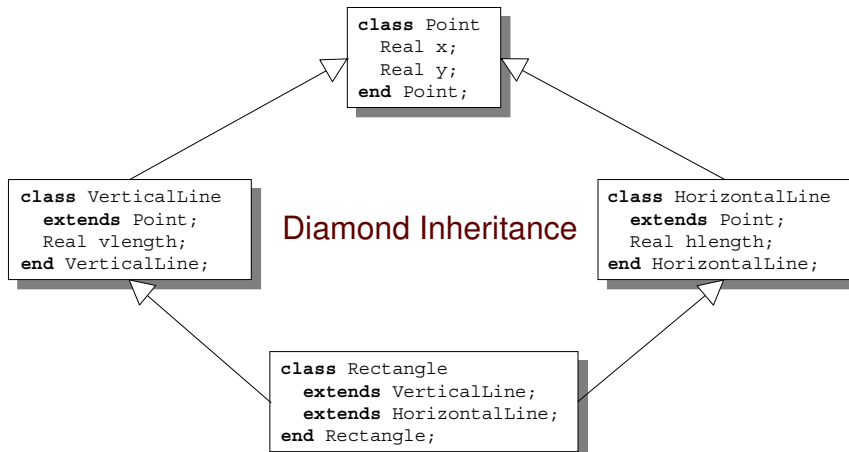 class Point
Real x;
Real y;
end Point;
class VerticalLine
extends Point;
Real vlength;
end VerticalLine;
Diamond Inheritance
class HorizontalLine
extends Point;
Real hlength;
end HorizontalLine;
class Rectangle
extends VerticalLine;
extends HorizontalLine;
end Rectangle;